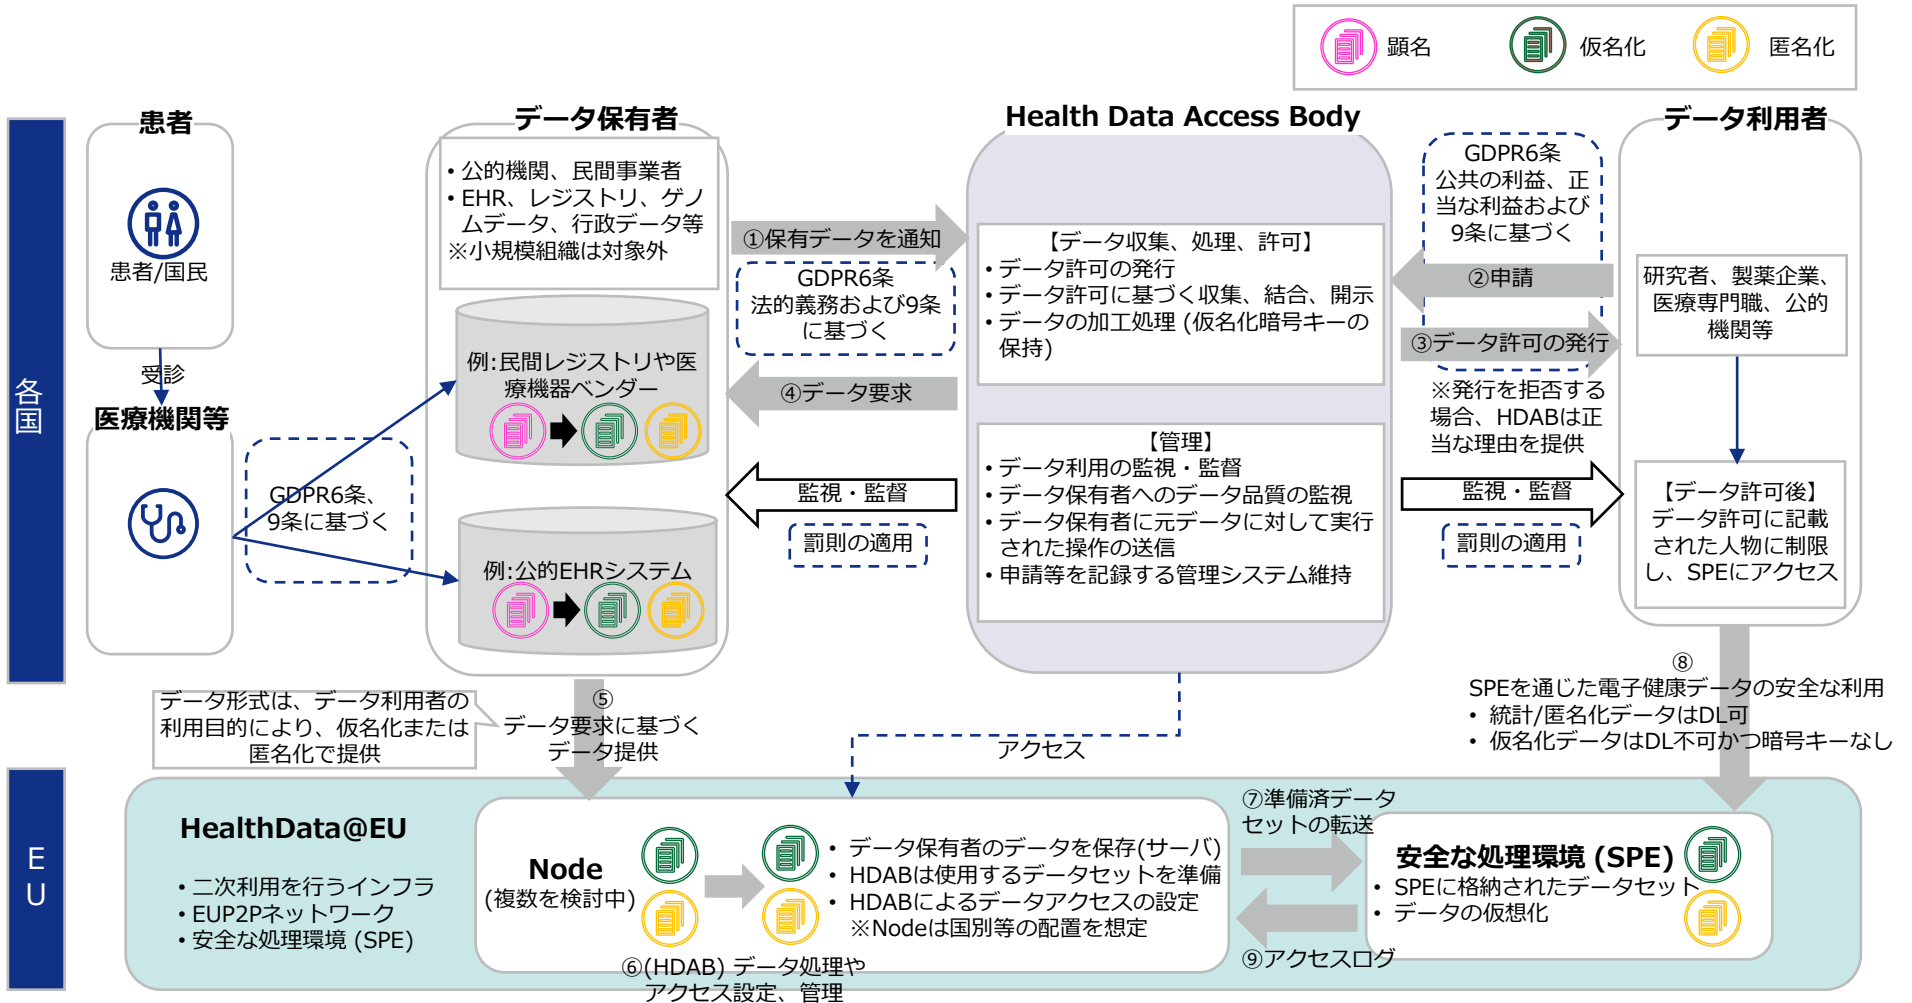 顕名
仮名化
匿名化
各国
患者
患者/国民
受診
医療機関等
GDPR6条、
9条に基づく
データ保有者
• 公的機関、民間事業者
• EHR、レジストリ、ゲノ
ムデータ、行政データ等
※小規模組織は対象外
例:民間レジストリや医
療機器ベンダー
例:公的EHRシステム
①保有データを通知
GDPR6条
法的義務および9条
に基づく
④データ要求
監視・監督
罰則の適用
Health Data Access Body
【データ収集、処理、許可】
• データ許可の発行
• データ許可に基づく収集、結合、開示
• データの加工処理 (仮名化暗号キーの
保持)
【管理】
• データ利用の監視・監督
• データ保有者へのデータ品質の監視
• データ保有者に元データに対して実行
された操作の送信
• 申請等を記録する管理システム維持
GDPR6条
公共の利益、正
当な利益および
9条に基づく
②申請
③データ許可の発行
※発行を拒否する
場合、HDABは正
当な理由を提供
監視・監督
罰則の適用
データ利用者
研究者、製薬企業、
医療専門職、公的
機関等
【データ許可後】
データ許可に記載
された人物に制限
し、SPEにアクセス
データ形式は、データ利用者の
利用目的により、仮名化または
匿名化で提供
⑤
データ要求に基づく
データ提供
アクセス
⑧
SPEを通じた電子健康データの安全な利用
• 統計/匿名化データはDL可
• 仮名化データはDL不可かつ暗号キーなし
EU
HealthData@EU
• 二次利用を行うインフラ
• EUP2Pネットワーク
• 安全な処理環境 (SPE)
Node
(複数を検討中)
• データ保有者のデータを保存(サーバ)
• HDABは使用するデータセットを準備
• HDABによるデータアクセスの設定
※Nodeは国別等の配置を想定
⑥(HDAB) データ処理や
アクセス設定、管理
⑦準備済データ
セットの転送
⑨アクセスログ
安全な処理環境 (SPE)
• SPEに格納されたデータセット
• データの仮想化